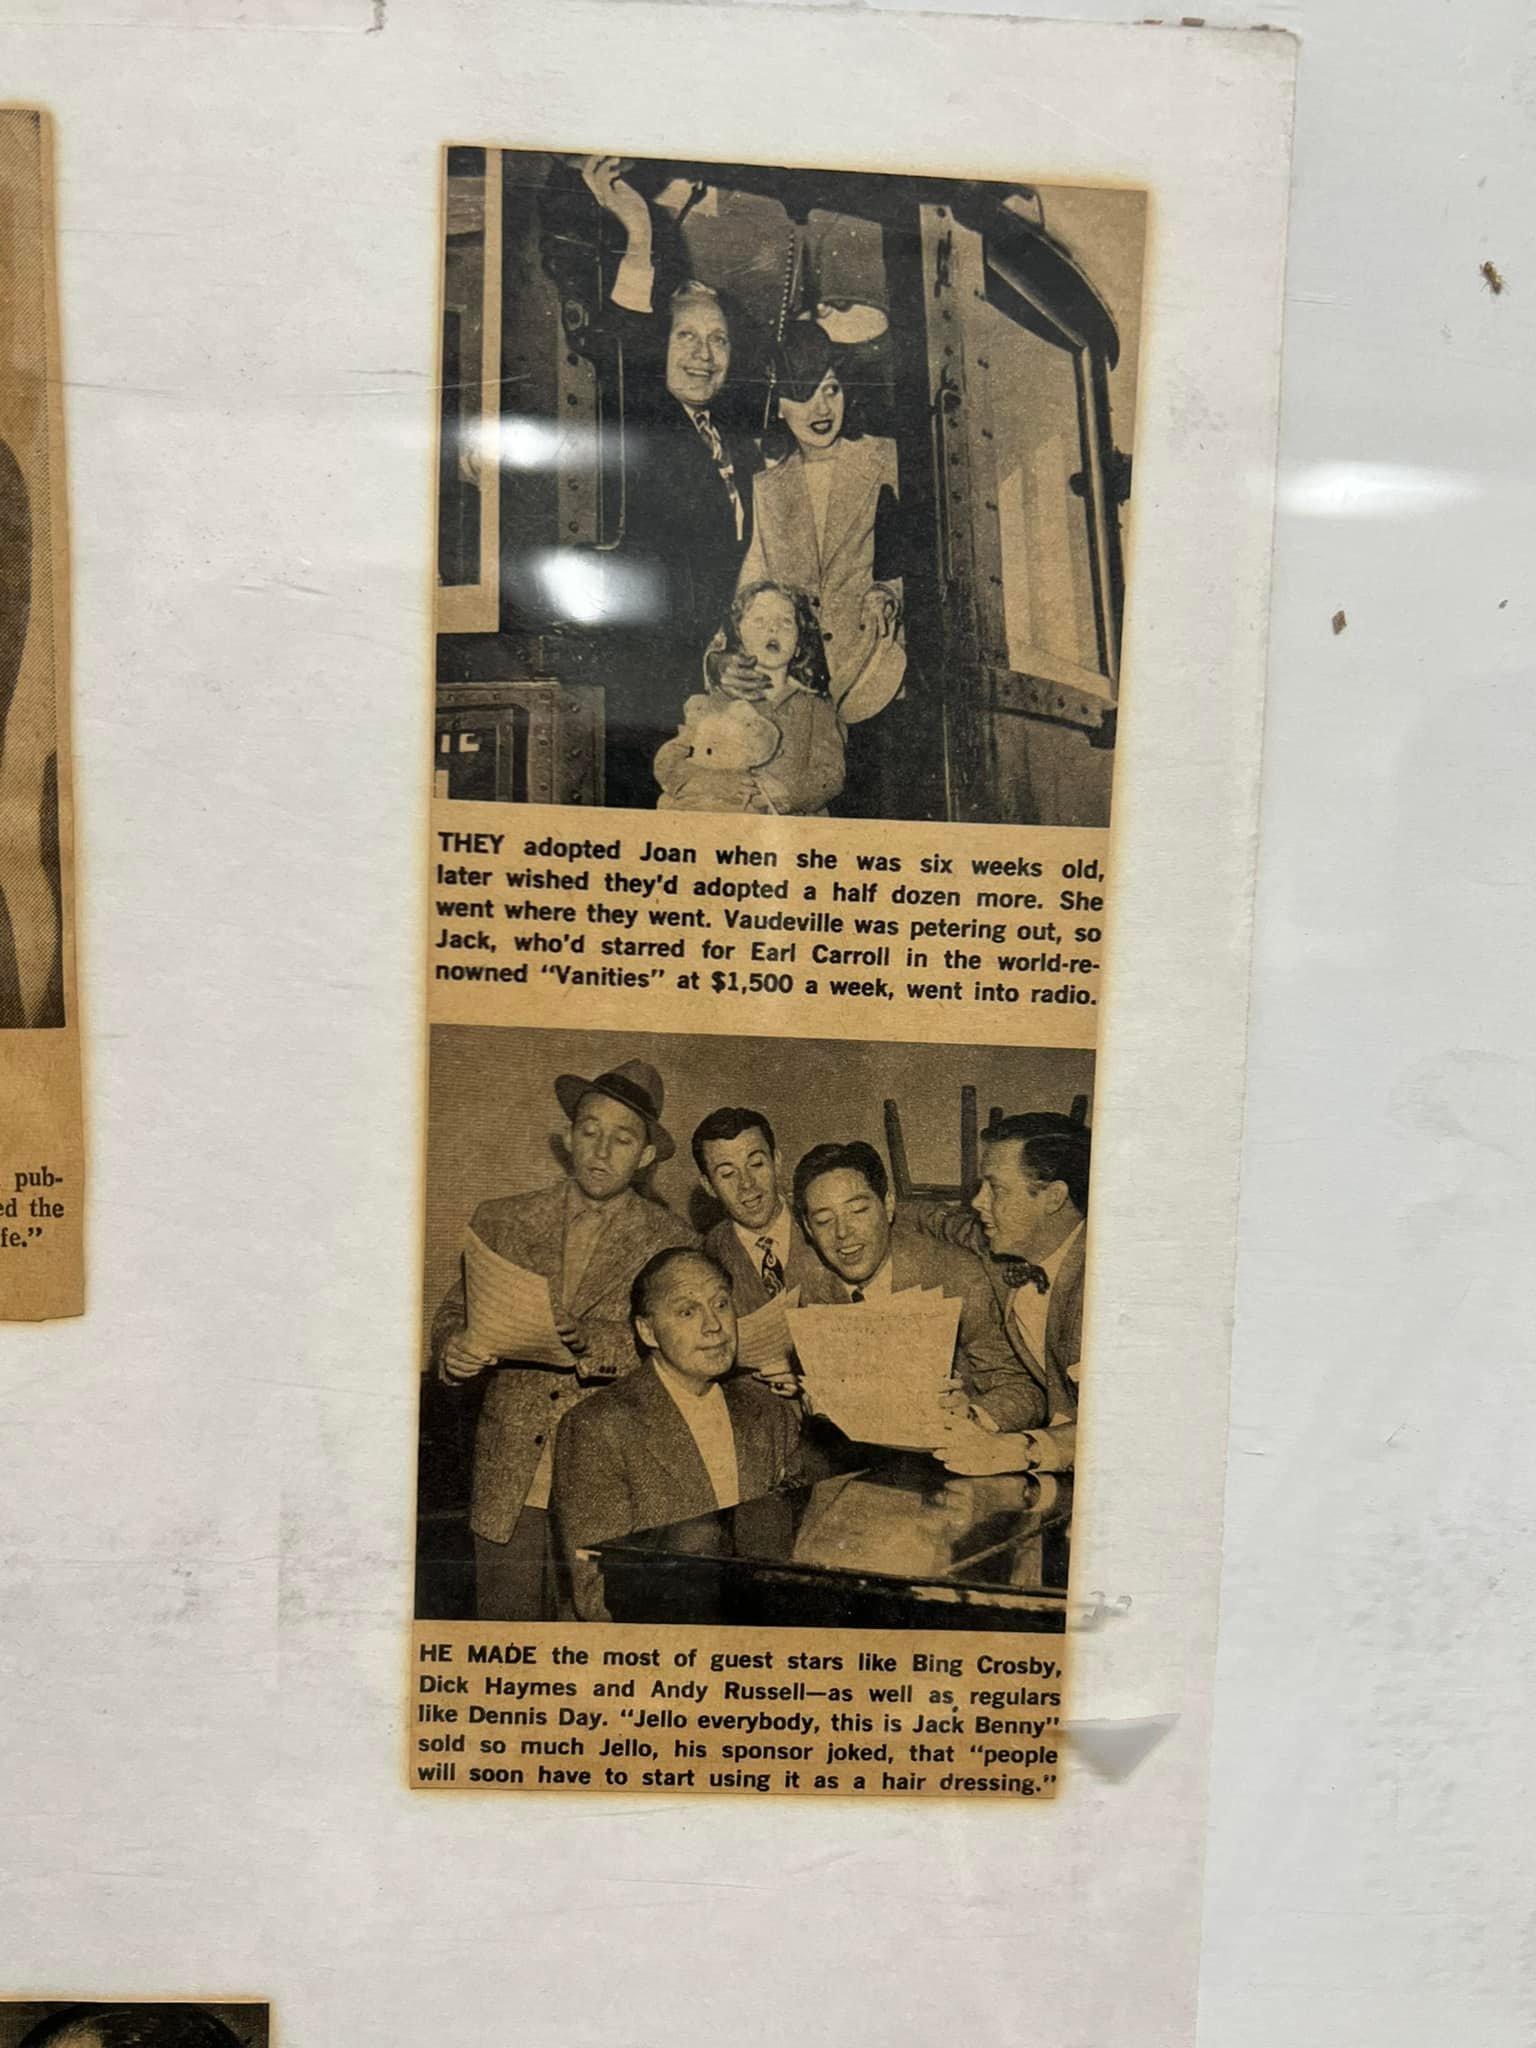 THEY adopted Joan when she was six weeks old,
later wished they'd adopted a half dozen more. She
went where they went. Vaudeville was petering out, so
Jack, who'd starred for Earl Carroll in the world-re-
nowned "Vanities" at $1,500 a week, went into radio.
pub-
ed the
fe."
HE MADE the most of guest stars like Bing Crosby,
Dick Haymes and Andy Russell—as well as regulars
like Dennis Day. "Jello everybody, this is Jack Benny"
sold so much Jello, his sponsor joked, that "people
will soon have to start using it as a hair dressing."